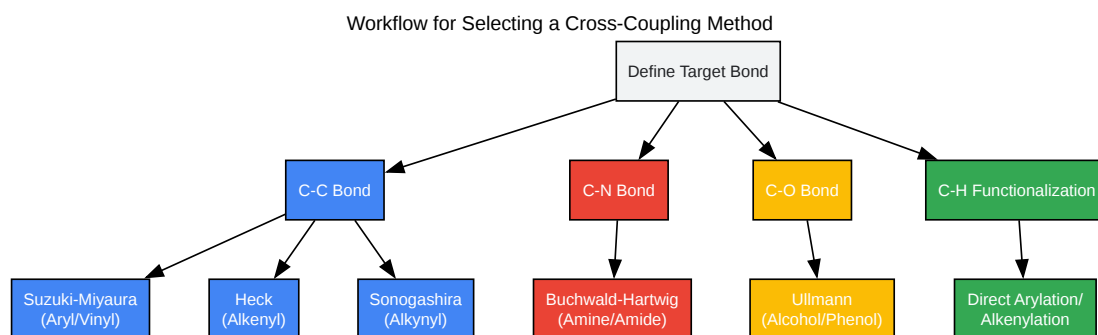 Workflow for Selecting a Cross-Coupling Method
Define Target Bond
C-C Bond
C-N Bond
C-O Bond
C-H Functionalization
Suzuki-Miyaura
(Aryl/Vinyl)
Heck
(Alkenyl)
Sonogashira
(Alkynyl)
Buchwald-Hartwig
(Amine/Amide)
Ullmann
(Alcohol/Phenol)
Direct Arylation/
Alkenylation